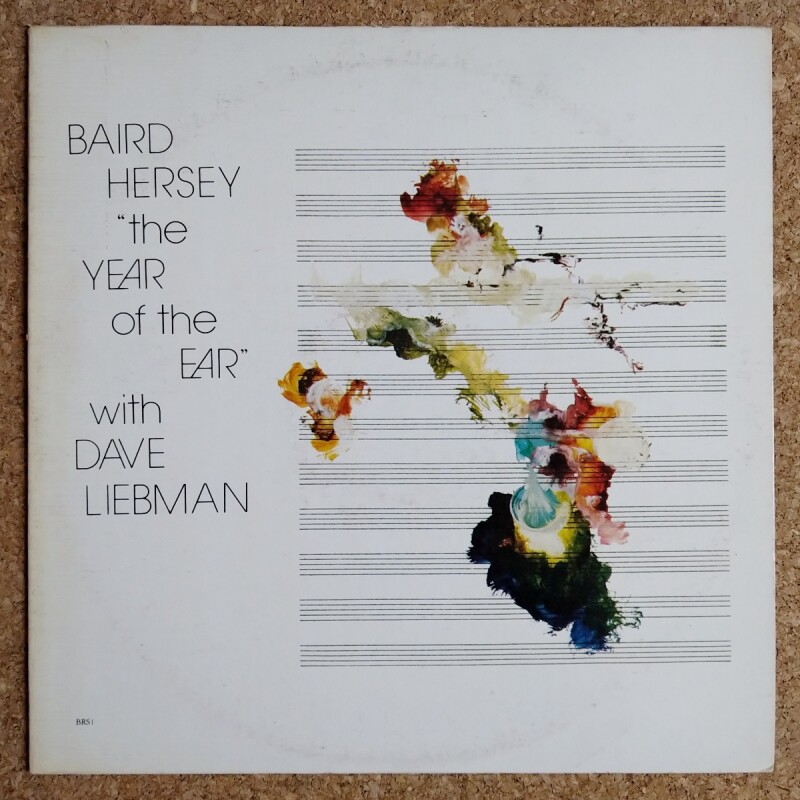 BAIRD
HERSEY
“the
YEAR
of the
EAR”
with
DAVE
LIEBMAN
BRS1